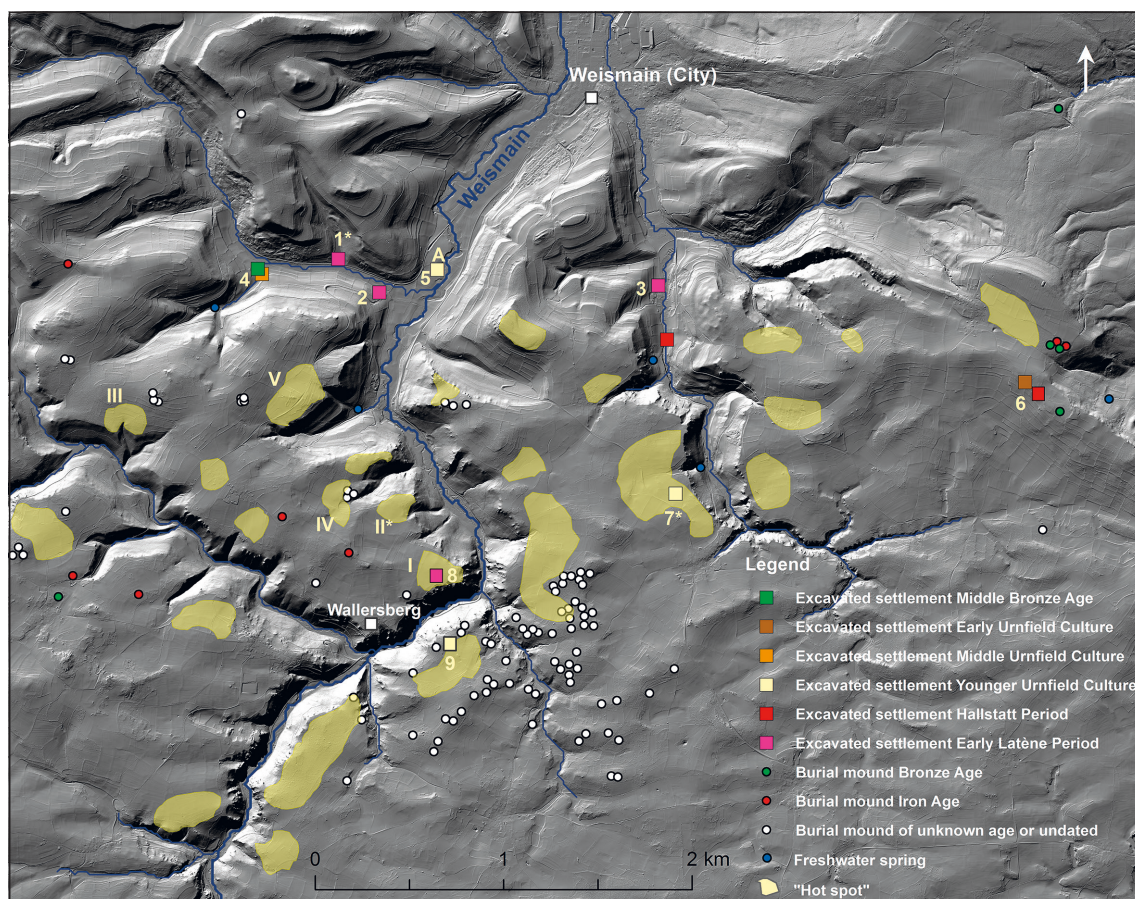 Weismain (City)
Weismain
1*
A
4
5
2
3
V
III
6
IV
II*
7*
I
8
Wallersberg
9
Legend
Excavated settlement Middle Bronze Age
Excavated settlement Early Urnfield Culture
Excavated settlement Middle Urnfield Culture
Excavated settlement Younger Urnfield Culture
Excavated settlement Hallstatt Period
Excavated settlement Early Latène Period
Burial mound Bronze Age
Burial mound Iron Age
Burial mound of unknown age or undated
Freshwater spring
"Hot spot"
0 1 2 km